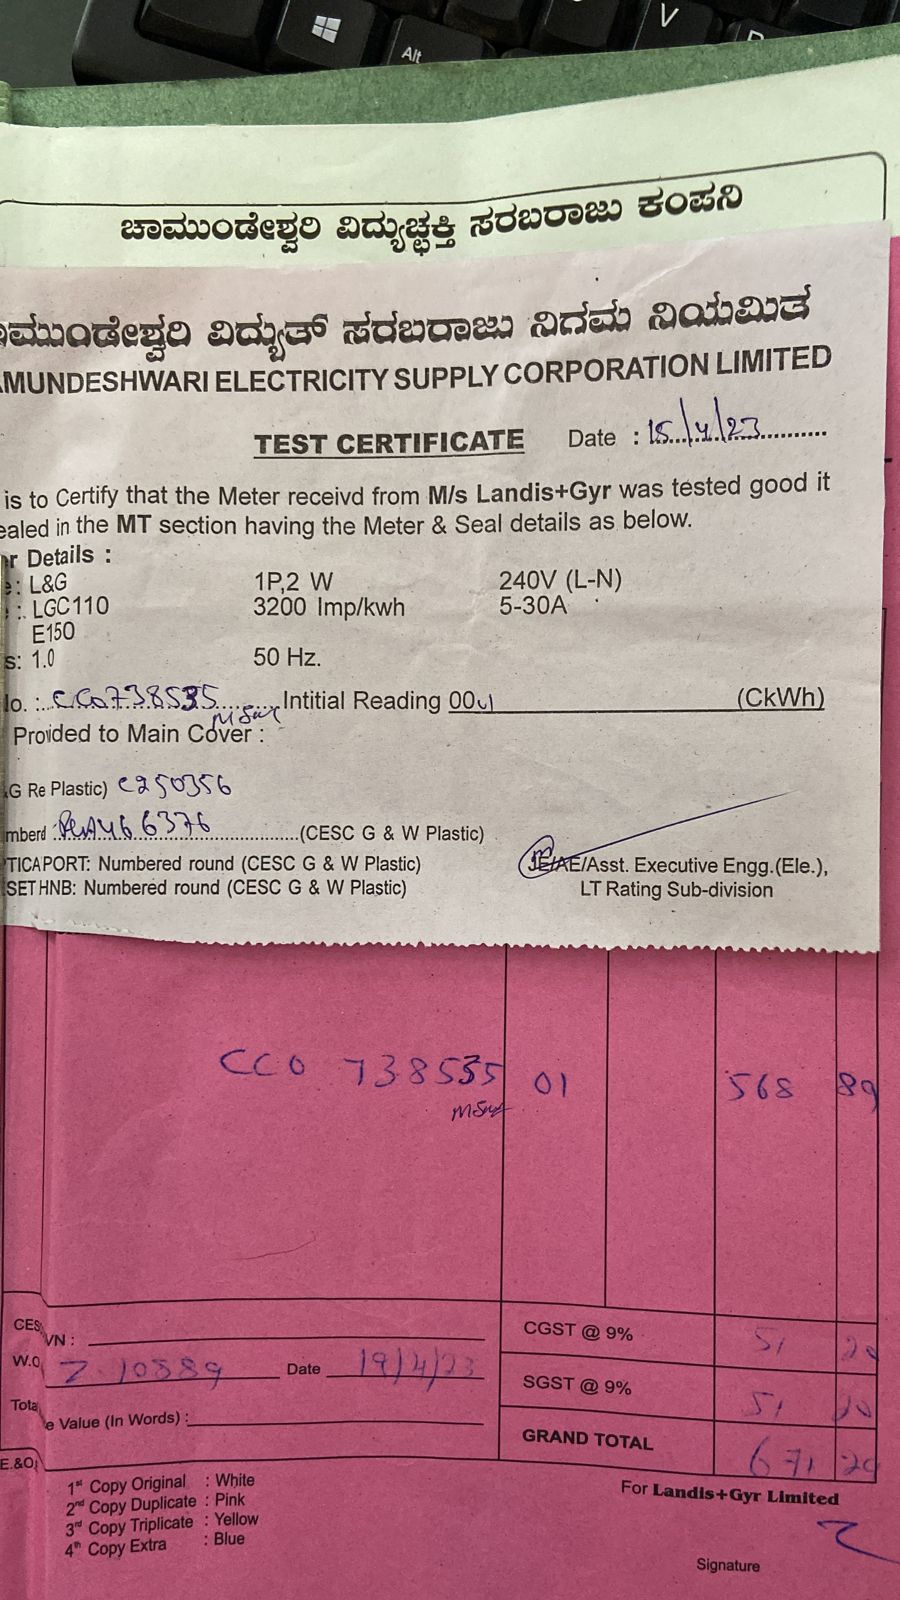 Alt
V
ಚಾಮುಂಡೇಶ್ವರಿ ವಿದ್ಯುಚ್ಛಕ್ತಿ ಸರಬರಾಜು ಕಂಪನಿ
ಾಮುಂಡೇಶ್ವರಿ ವಿದ್ಯುತ್ ಸರಬರಾಜು ನಿಗಮ ನಿಯಮಿತ
MUNDESHWARI ELECTRICITY SUPPLY CORPORATION LIMITED
TEST CERTIFICATE Date : 15/4/23
is to Certify that the Meter receivd from M/s Landis+Gyr was tested good it
ealed in the MT section having the Meter & Seal details as below.
r Details :
e: L&G 1P,2 W 240V (L-N)
: LGC110 3200 Imp/kwh 5-30A
E150
s: 1.0 50 Hz.
No. : CC0738535 Intitial Reading 00 (CkWh)
Provided to Main Cover :
G Re Plastic) C250356
mberd : 466376 (CESC G & W Plastic)
TICAPORT: Numbered round (CESC G & W Plastic) JE/AE/Asst. Executive Engg.(Ele.),
SET HNB: Numbered round (CESC G & W Plastic) LT Rating Sub-division
CC0 738535 01 568 89
CGST @ 9% 51 20
VN :
W.O Z-10889 Date 19/4/23
SGST @ 9% 51 20
e Value (In Words) :
GRAND TOTAL 671 29
E.&O
1st Copy Original : White
2nd Copy Duplicate : Pink
3rd Copy Triplicate : Yellow
4th Copy Extra : Blue
For Landis+Gyr Limited
Signature